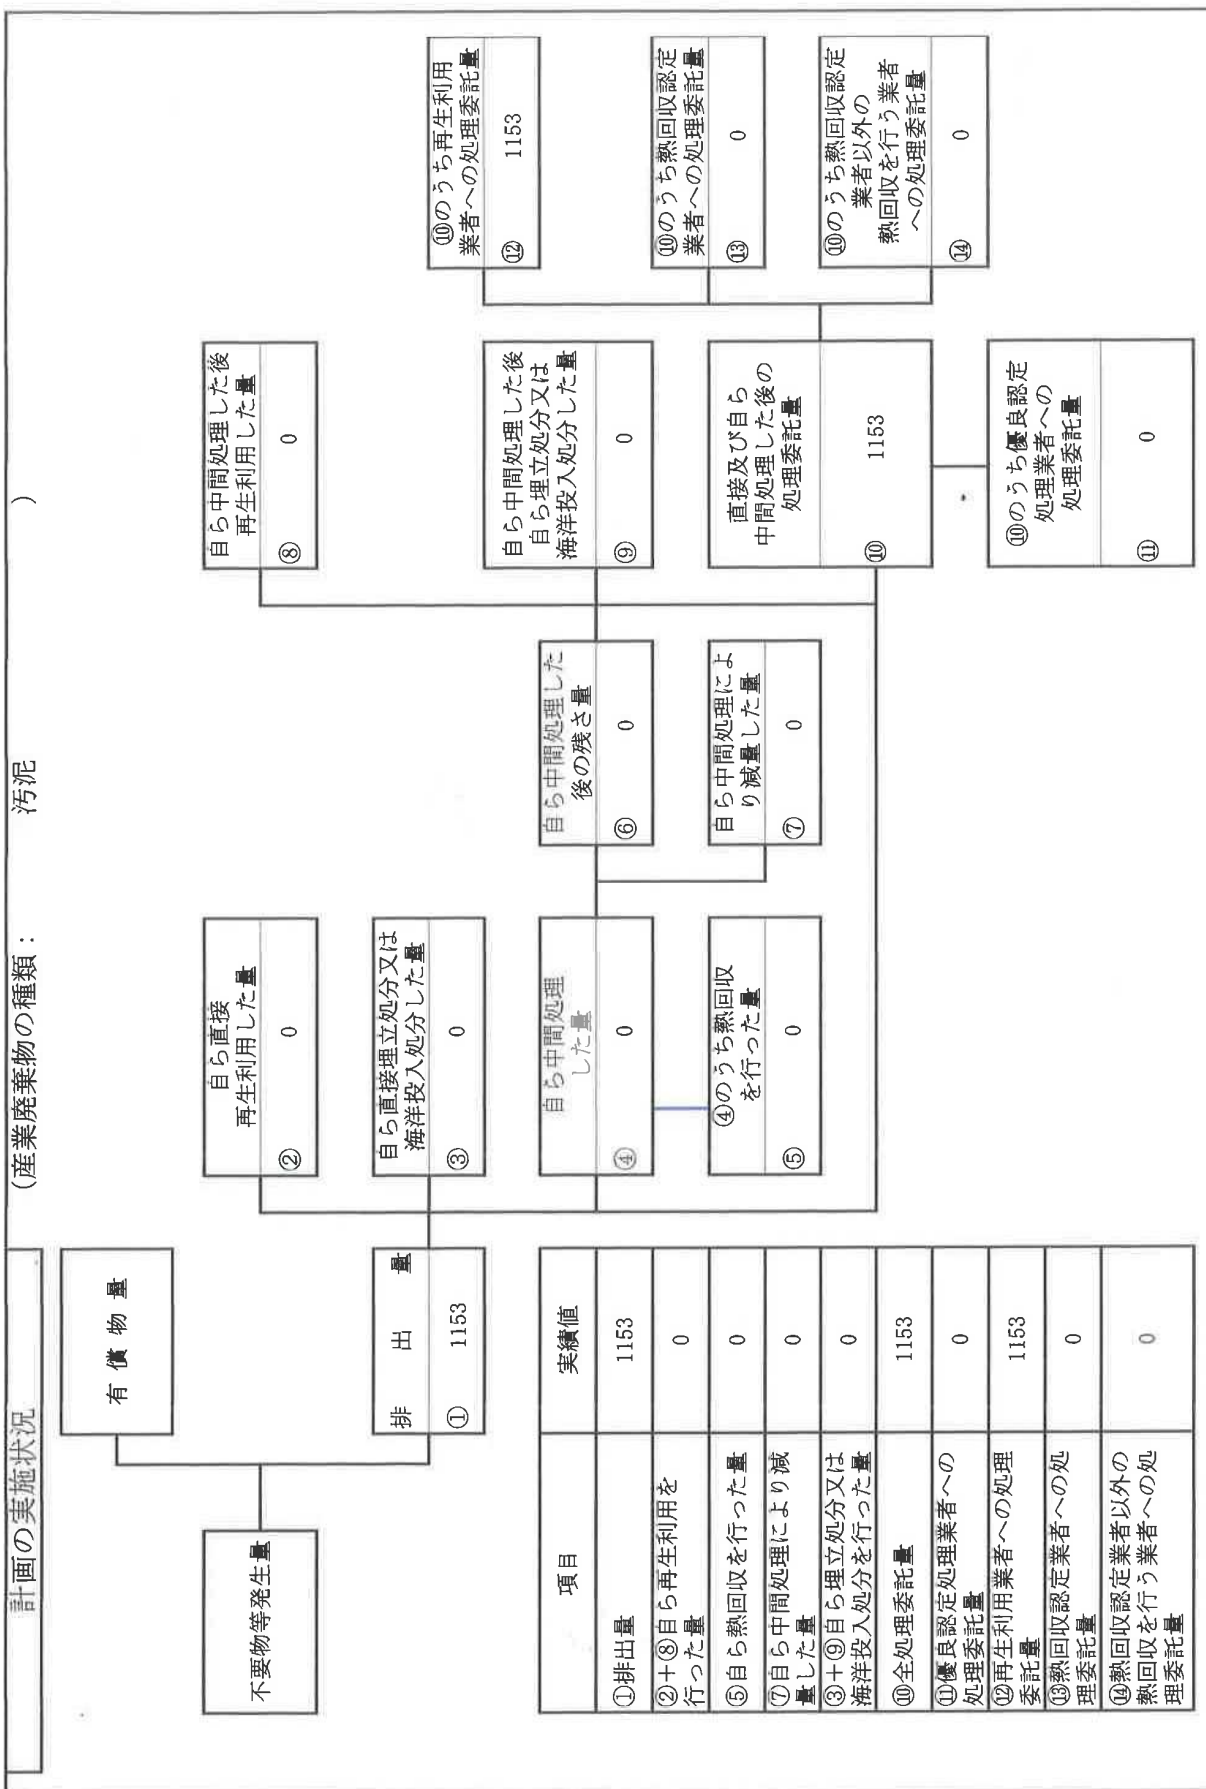 計画の実施状況
(産業廃棄物の種類： 汚泥 )
不要物等発生量
有償物量
排出量
① 1153
自ら直接
再生利用した量
② 0
自ら直接埋立処分又は
海洋投入処分した量
③ 0
自ら中間処理
した量
④ 0
④のうち熱回収
を行った量
⑤ 0
自ら中間処理した
後の残さ量
⑥ 0
自ら中間処理によ
り減量した量
⑦ 0
自ら中間処理した後
再生利用した量
⑧ 0
自ら中間処理した後
自ら埋立処分又は
海洋投入処分した量
⑨ 0
直接及び自ら
中間処理した後の
処理委託量
⑩ 1153
⑩のうち優良認定
処理業者への
処理委託量
⑪ 0
⑩のうち再生利用
業者への処理委託量
⑫ 1153
⑩のうち熱回収認定
業者への処理委託量
⑬ 0
⑩のうち熱回収認定
業者以外の
熱回収を行う業者
への処理委託量
⑭ 0
項目 実績値
①排出量 1153
②＋⑧自ら再生利用を
行った量 0
⑤自ら熱回収を行った量 0
⑦自ら中間処理により減
量した量 0
③＋⑨自ら埋立処分又は
海洋投入処分を行った量 0
⑩全処理委託量 1153
⑪優良認定処理業者への
処理委託量 0
⑫再生利用業者への処理
委託量 1153
⑬熱回収認定業者への処
理委託量 0
⑭熱回収認定業者以外の
熱回収を行う業者への処
理委託量 0